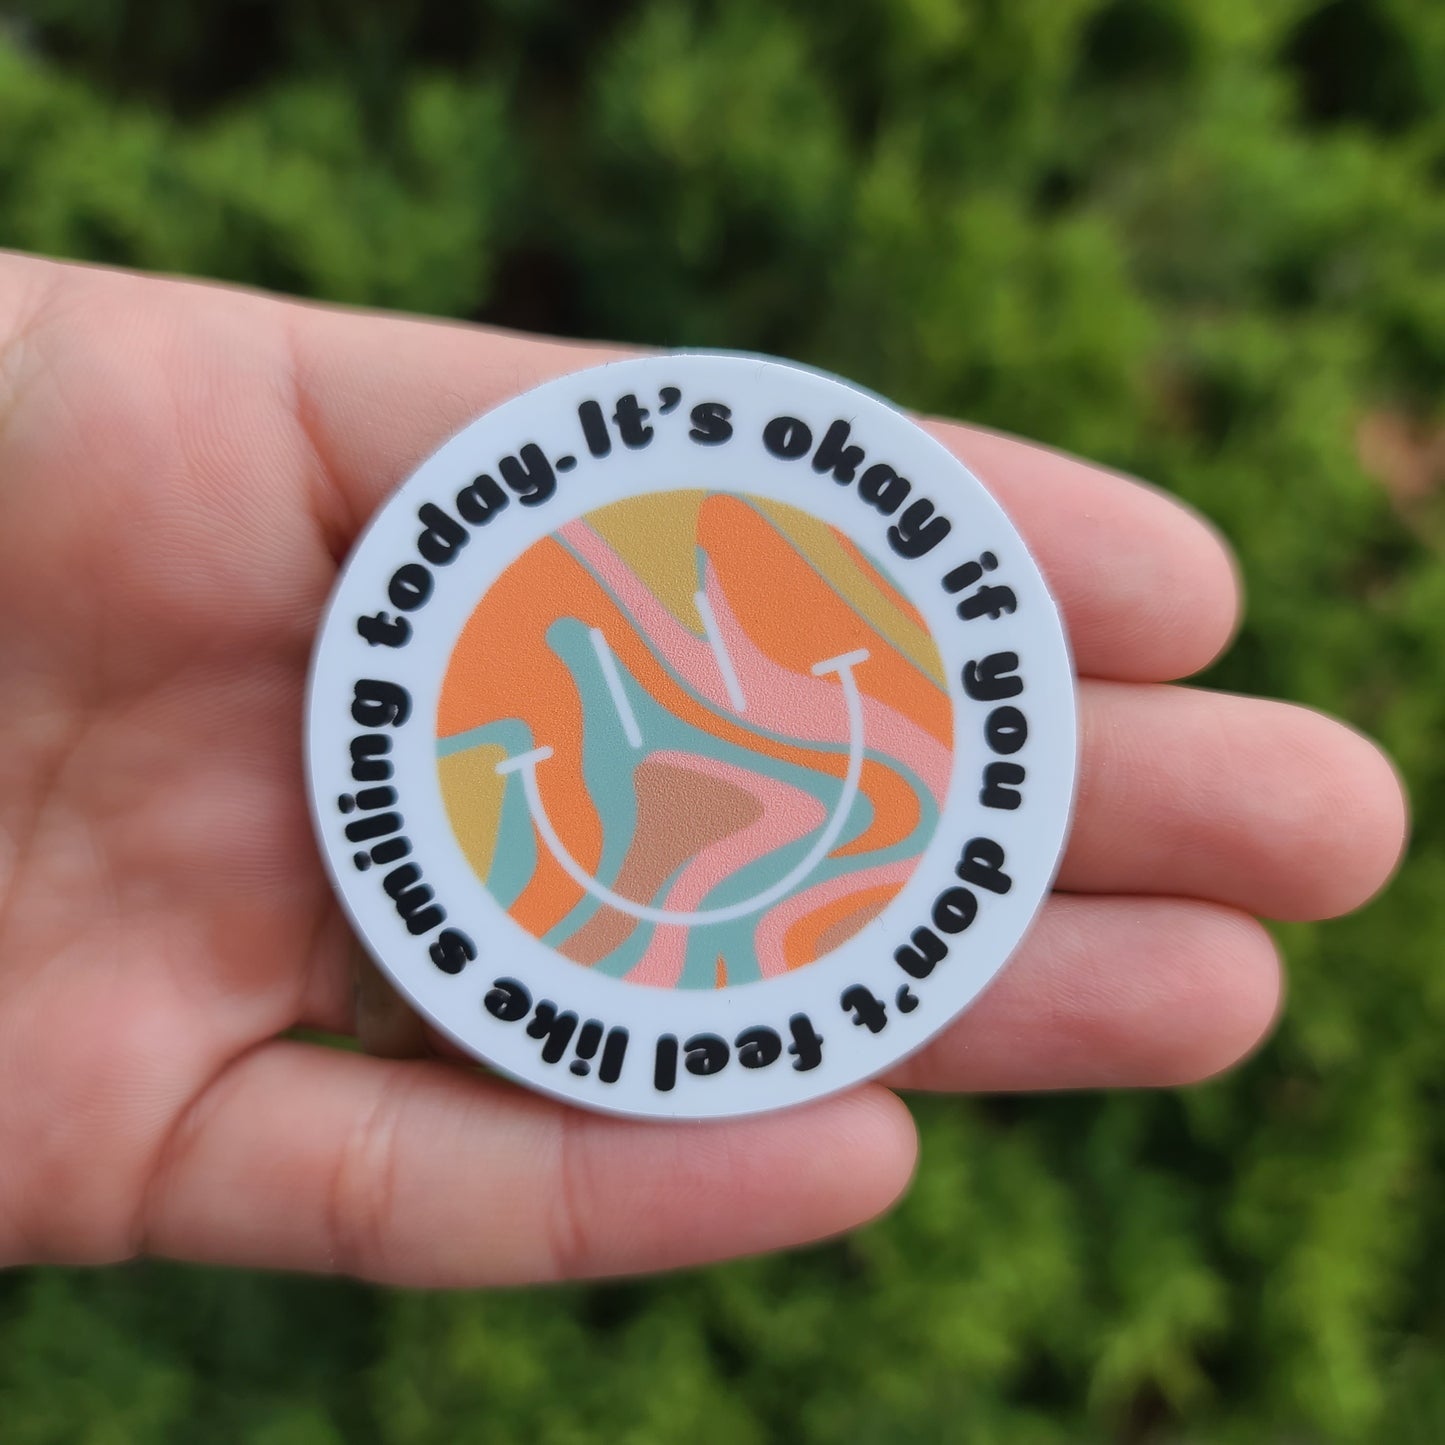 It's okay if you don't feel like smiling today.